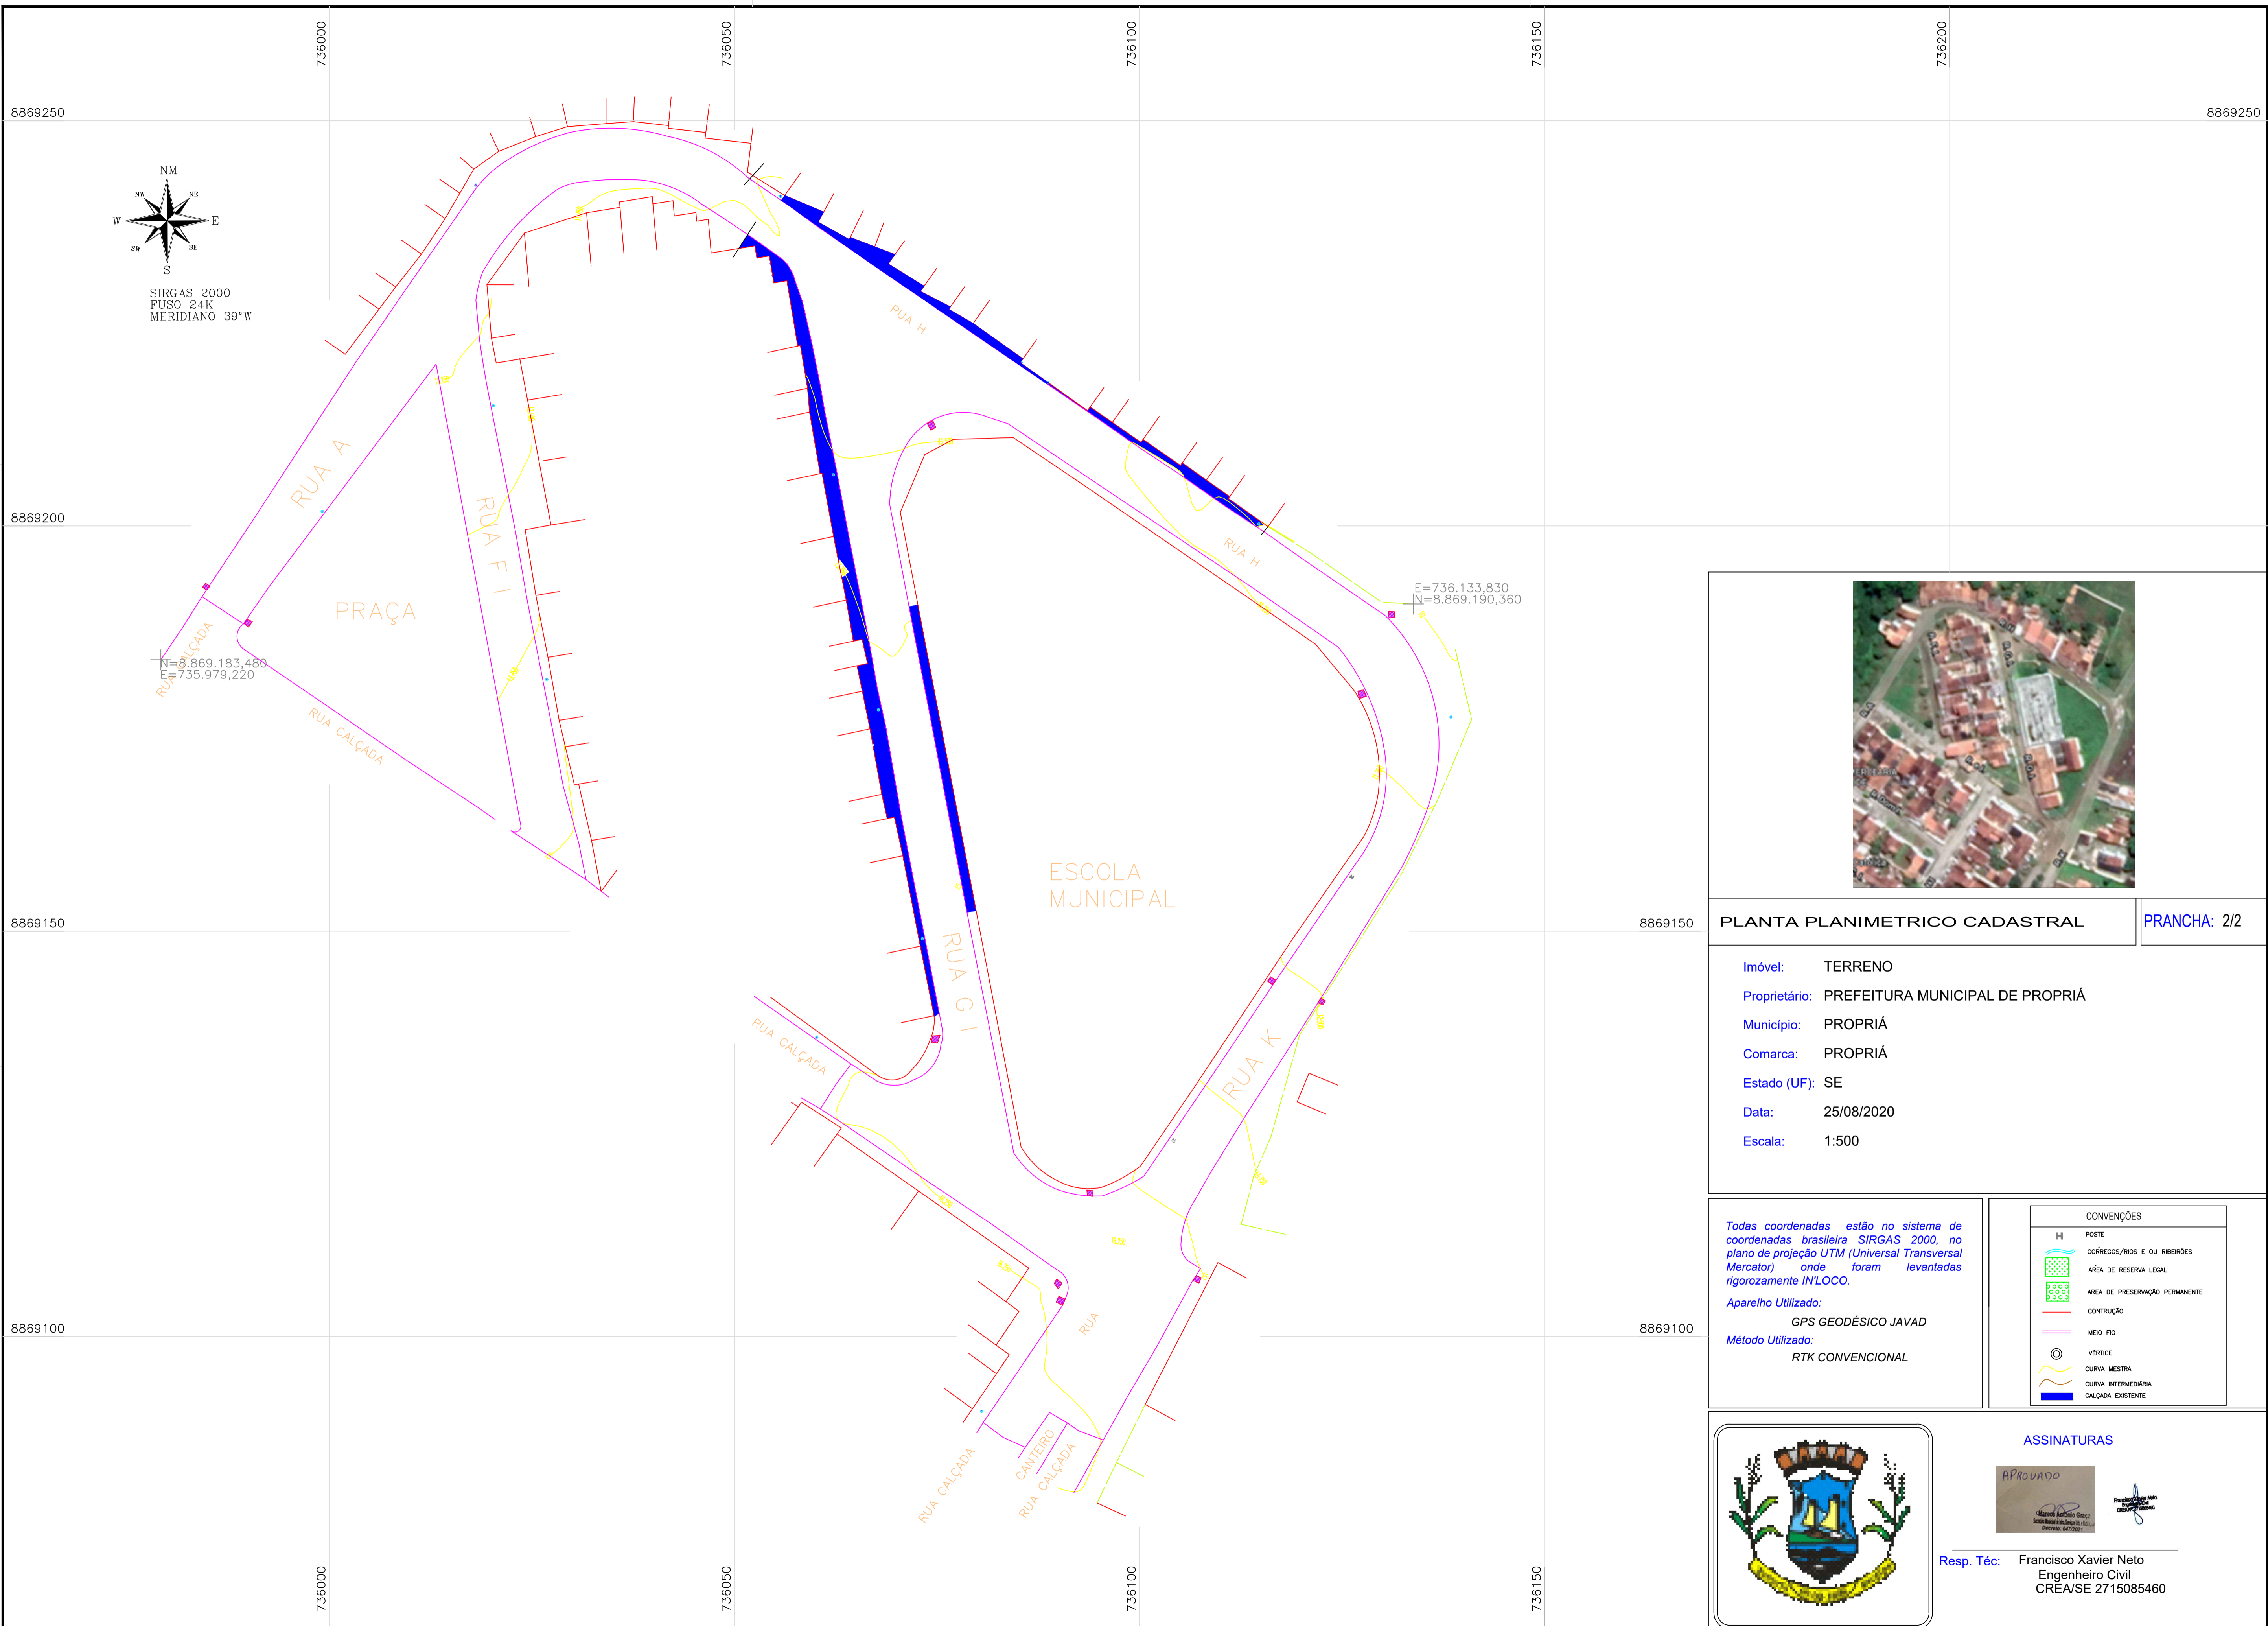 736000
736050
736100
736150
736200
8869250
8869250
NM
NW
NE
W
E
SW
SE
S
SIRGAS 2000
FUSO 24K
MERIDIANO 39°W
RUA H
RUA A
8869200
RUA F I
RUA H
PRAÇA
E=736.133,830
N=8.869.190,360
RUA CALÇADA
N=8.869.183,480
E=735.979,220
RUA CALÇADA
ESCOLA
MUNICIPAL
8869150
8869150
RUA G I
RUA CALÇADA
RUA K
8869100
8869100
RUA
RUA CALÇADA
CANTEIRO
RUA CALÇADA
736000
736050
736100
736150
PLANTA PLANIMETRICO CADASTRAL
PRANCHA: 2/2
Imóvel: TERRENO
Proprietário: PREFEITURA MUNICIPAL DE PROPRIÁ
Município: PROPRIÁ
Comarca: PROPRIÁ
Estado (UF): SE
Data: 25/08/2020
Escala: 1:500
Todas coordenadas estão no sistema de
coordenadas brasileira SIRGAS 2000, no
plano de projeção UTM (Universal Transversal
Mercator) onde foram levantadas
rigorozamente IN'LOCO.
Aparelho Utilizado:
GPS GEODÉSICO JAVAD
Método Utilizado:
RTK CONVENCIONAL
CONVENÇÕES
POSTE
CORREGOS/RIOS E OU RIBEIRÕES
AREA DE RESERVA LEGAL
AREA DE PRESERVAÇÃO PERMANENTE
CONTRUÇÃO
MEIO FIO
VÉRTICE
CURVA MESTRA
CURVA INTERMEDIÁRIA
CALÇADA EXISTENTE
ASSINATURAS
APROVADO
Francisco Xavier Neto
Engenheiro Civil
Resp. Téc: Francisco Xavier Neto
Engenheiro Civil
CREA/SE 2715085460